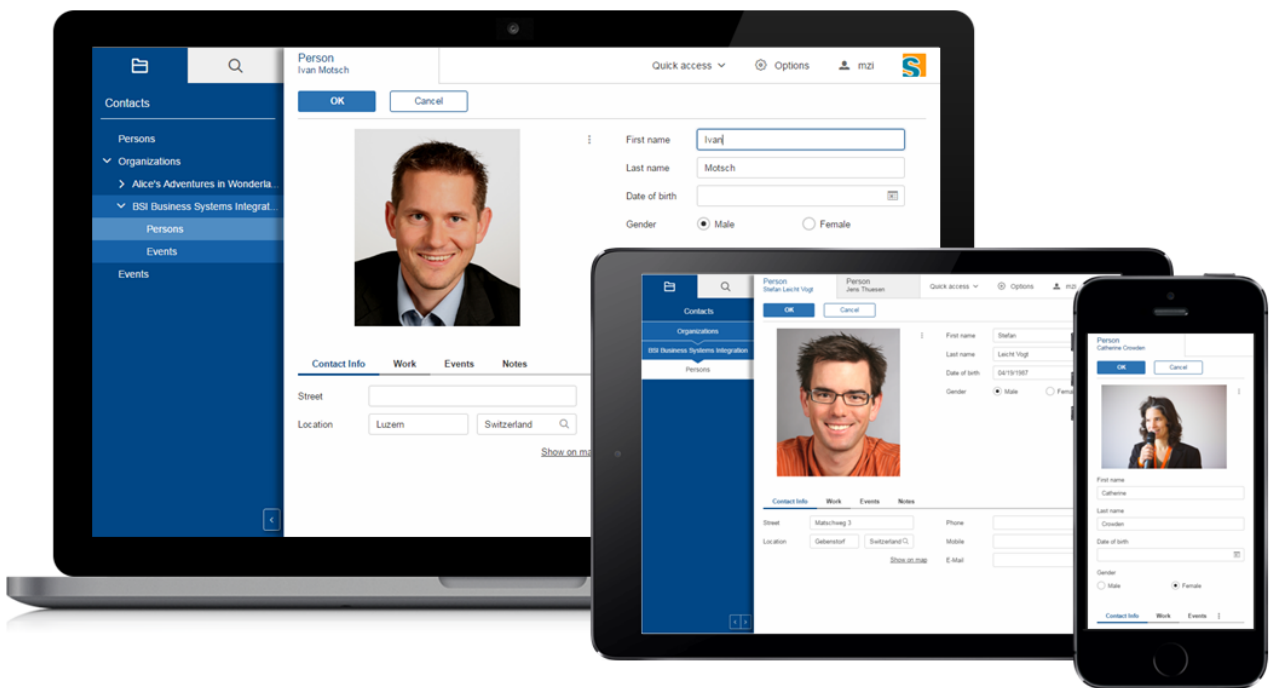 Person
Ivan Motsch
Quick access
Options
mzi
S
Contacts
OK
Cancel
Persons
Organizations
Alice's Adventures in Wonderla...
BSI Business Systems Integrat...
Persons
Events
Events
First name
Ivan
Last name
Motsch
Date of birth
Gender
Male
Female
Contact Info
Work
Events
Notes
Street
Location
Luzern
Switzerland
Show on ma
Person
Stefan Leicht Vogt
Person
Jens Thuesen
Quick access
Options
mzi
Contacts
OK
Cancel
Organizations
BSI Business Systems Integration
Persons
First name
Stefan
Last name
Leicht Vogt
Date of birth
04/19/1987
Gender
Male
Fema
Contact Info
Work
Events
Notes
Street
Matschweg 3
Phone
Location
Gebenstorf
Switzerland
Mobile
Show on map
E-Mail
Person
Catherine Crowden
OK
Cancel
First name
Catherine
Last name
Crowden
Date of birth
Gender
Male
Female
Contact Info
Work
Events